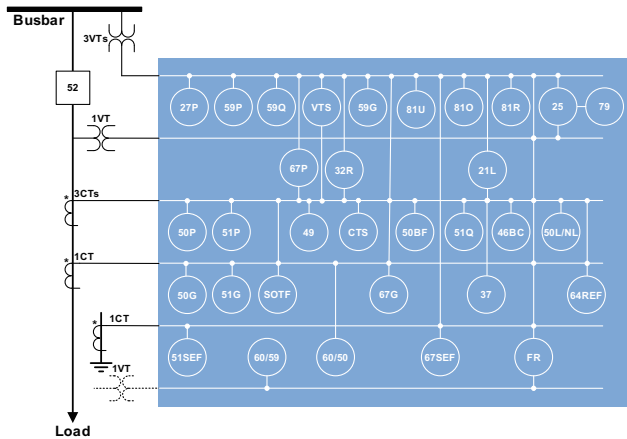 Busbar
3VTs
52
27P 59P 59Q VTS 59G 81U 81O 81R 25 79
1VT
67P 32R 21L
3CTs
50P 51P 49 CTS 50BF 51Q 46BC 50L/NL
1CT
50G 51G SOTF 67G 37 64REF
1CT
51SEF 60/59 60/50 67SEF FR
1VT
Load
*
*
*